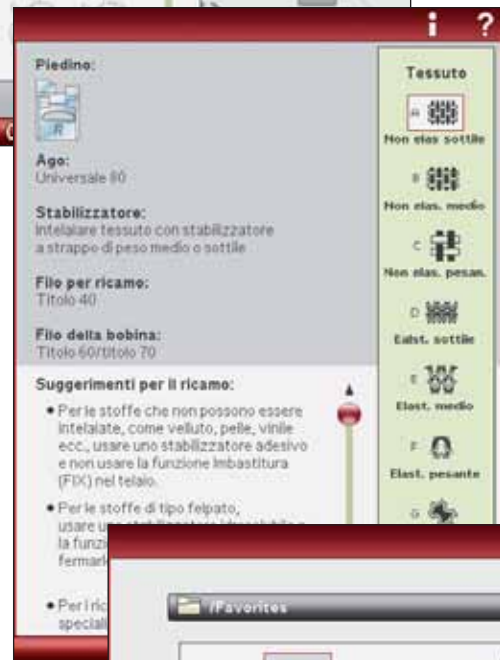 i ?
Piedino:
R
Ago:
Universale 80
Stabilizzatore:
Intelaiare tessuto con stabilizzatore
a strappo di peso medio o sottile
Filo per ricamo:
Titolo 40
Filo della bobina:
Titolo 60/titolo 70
Suggerimenti per il ricamo:
• Per le stoffe che non possono essere
intelaiate, come velluto, pelle, vinile
ecc., usare uno stabilizzatore adesivo
e non usare la funzione Imbastitura
(FIX) nel telaio.
• Per le stoffe di tipo felpato,
usare
la funzi
fermarl
• Per i ric
speciali
Tessuto
A
Non elas sottile
B
Non elas. medio
C
Non elas. pesan.
D
Ealst. sottile
E
Elast. medio
F
Elast. pesante
G
/Favorites